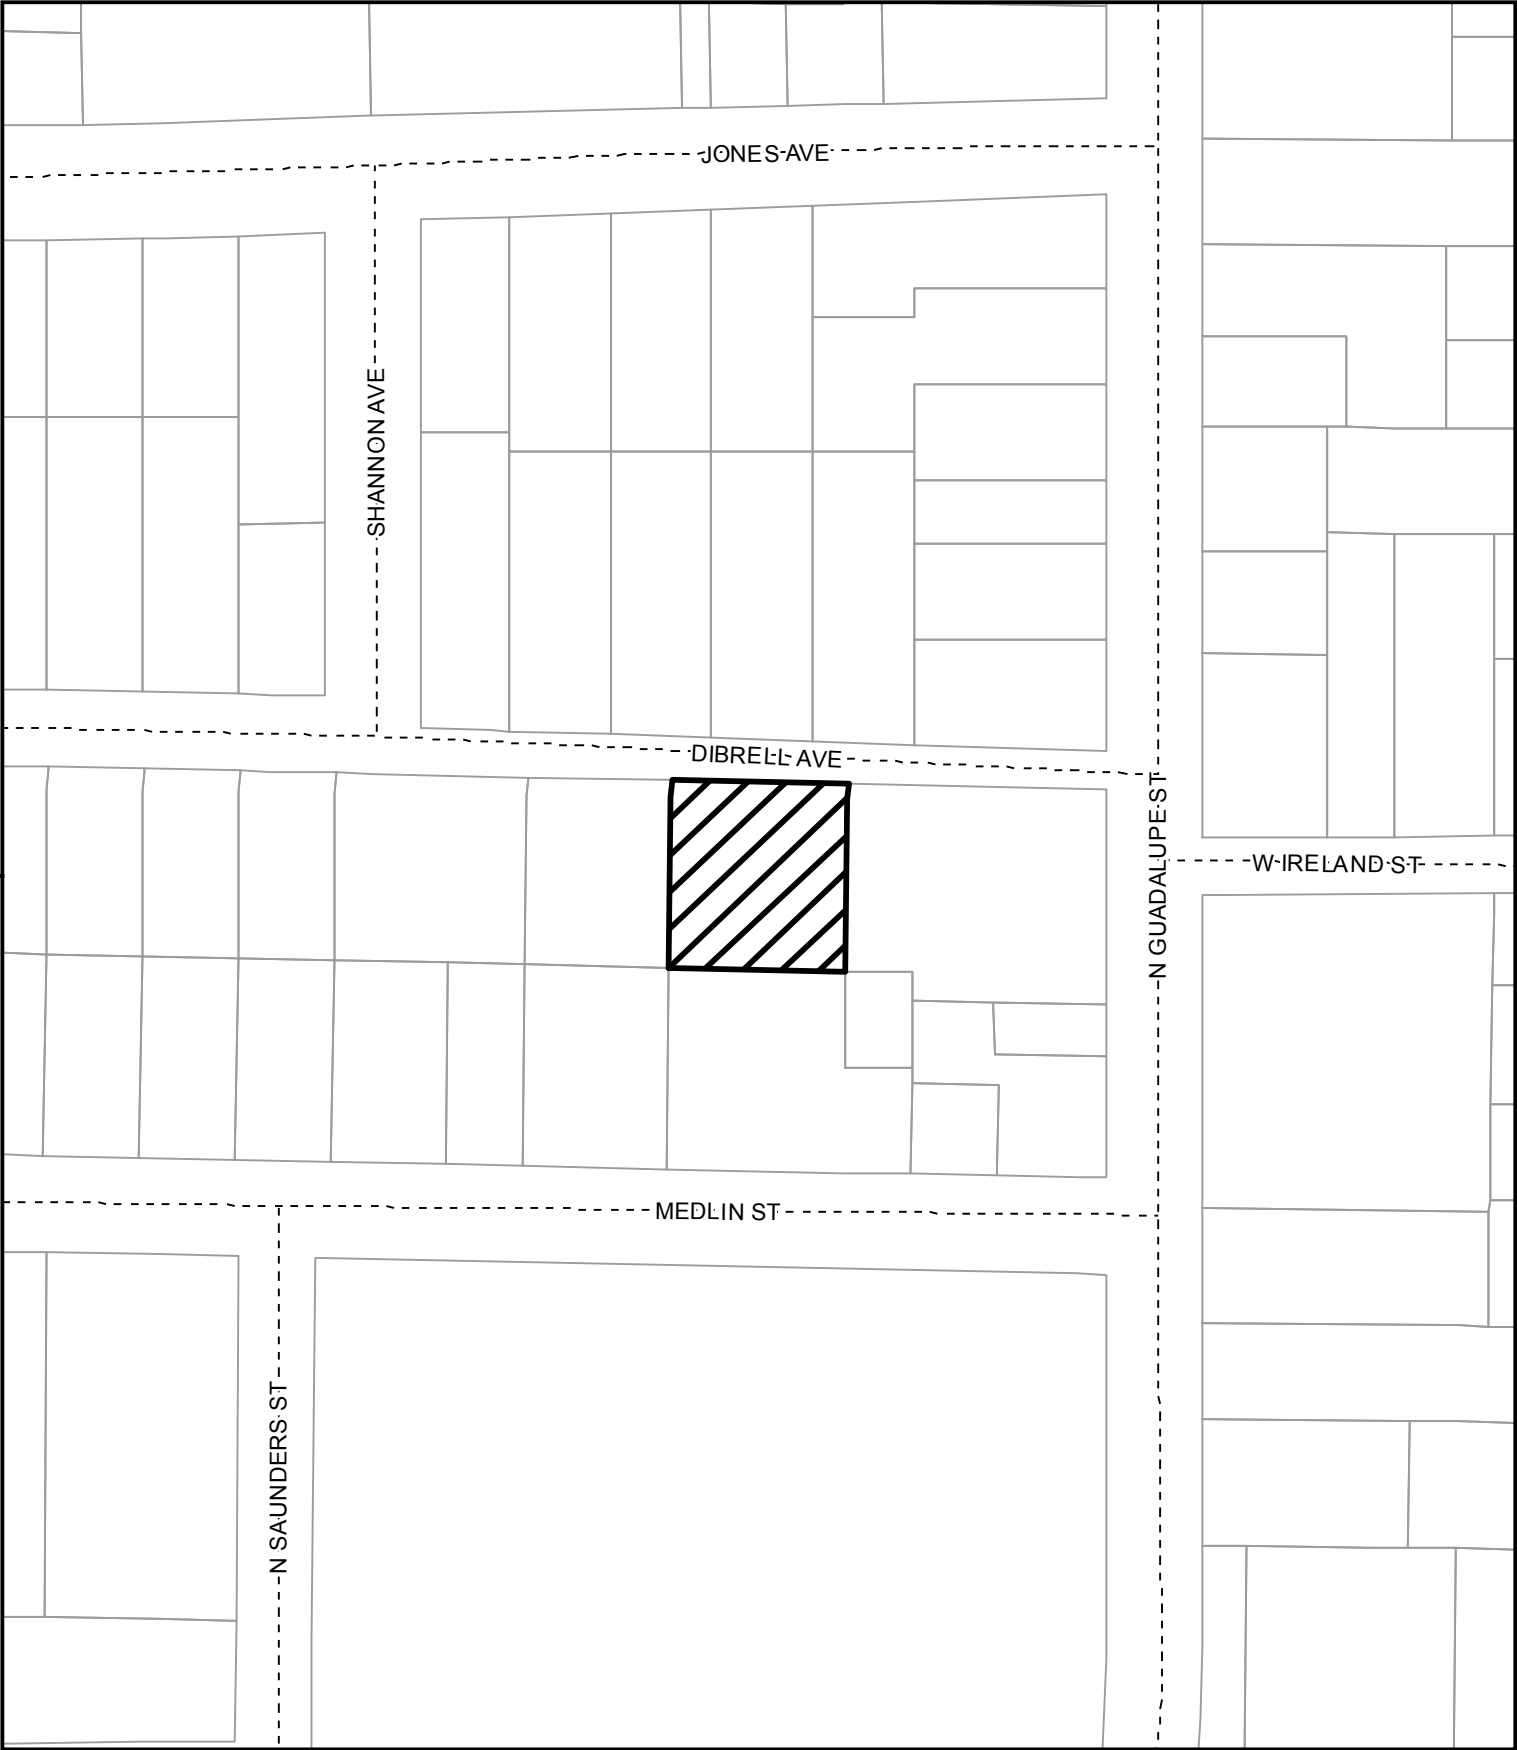 JONES AVE
SHANNON AVE
DIBRELL AVE
N GUADALUPE ST
W IRELAND ST
MEDLIN ST
N SAUNDERS ST